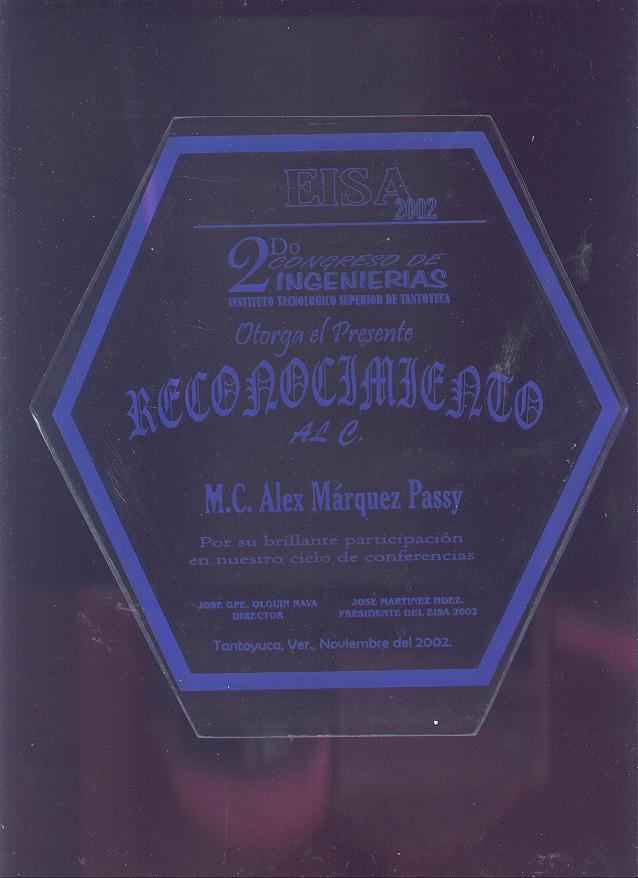 EISA
2002
2Do
CONGRESO DE
INGENIERIAS
INSTITUTO TECNOLOGICO SUPERIOR DE TANTOYUCA
Otorga el Presente
RECONOCIMIENTO
AL C.
M.C. Alex Márquez Passy
Por su brillante participación
en nuestro ciclo de conferencias
JOSE GPE. OLGUIN NAVA
DIRECTOR
JOSE MARTINEZ HDEZ.
PRESIDENTE DEL EISA 2002
Tantoyuca, Ver., Noviembre del 2002.